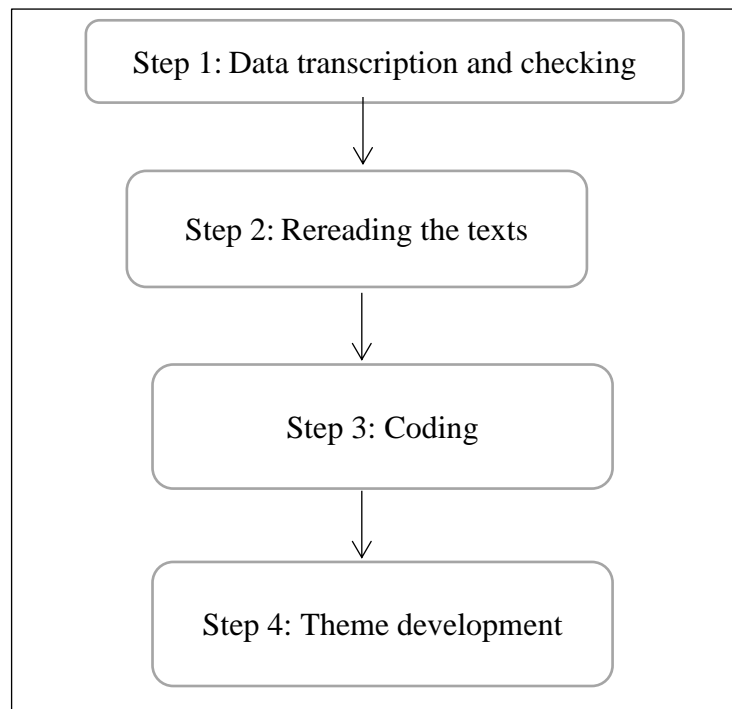 Step 1: Data transcription and checking
Step 2: Rereading the texts
Step 3: Coding
Step 4: Theme development